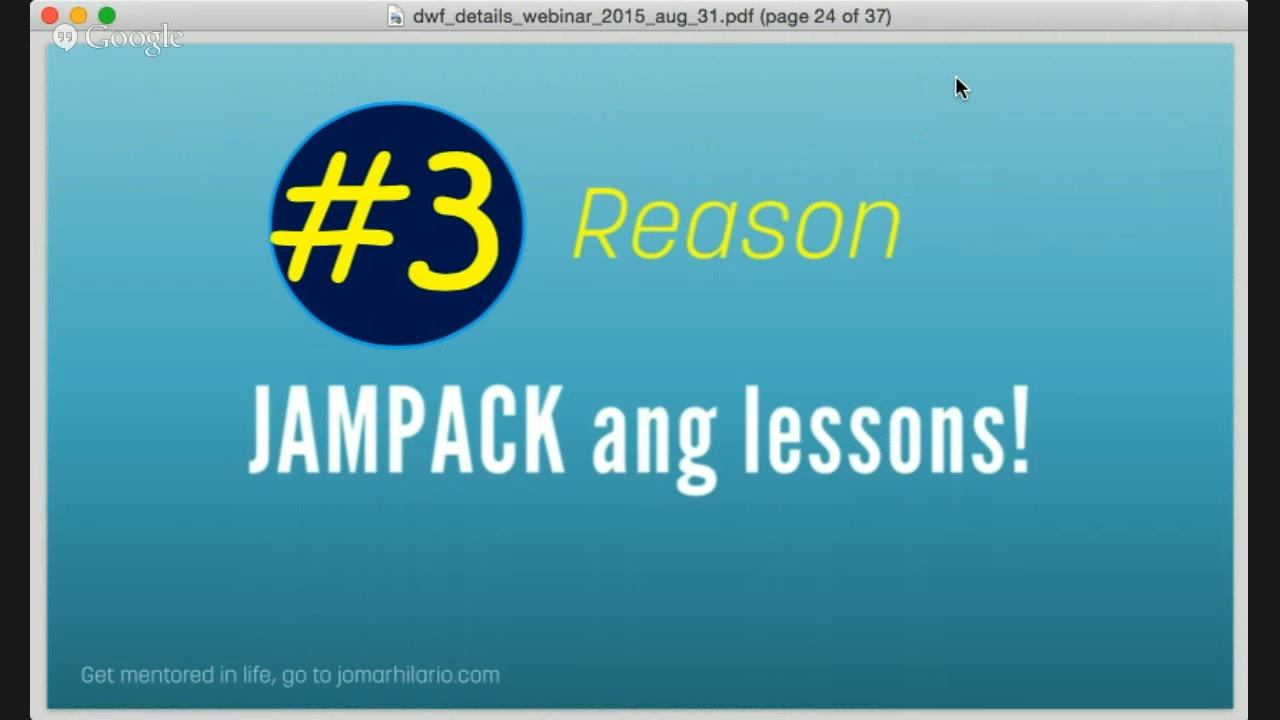 dwf_details_webinar_2015_aug_31.pdf (page 24 of 37)
Google
#3 Reason
JAMPACK ang lessons!
Get mentored in life, go to jomarhilario.com